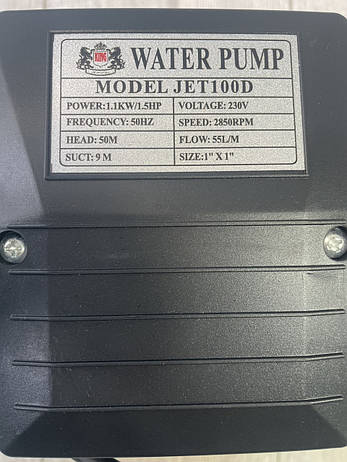 KING
WATER PUMP
MODEL JET100D
POWER:1.1KW/1.5HP VOLTAGE: 230V
FREQUENCY: 50HZ SPEED: 2850RPM
HEAD: 50M FLOW: 55L/M
SUCT: 9 M SIZE:1" X 1"